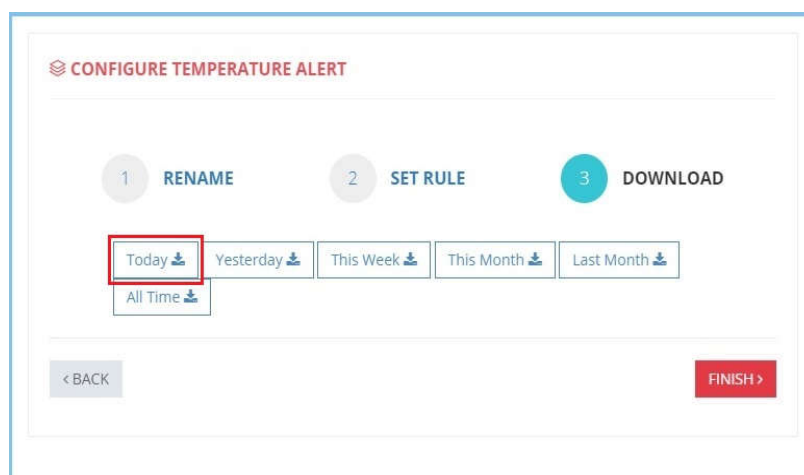 CONFIGURE TEMPERATURE ALERT
1 RENAME 2 SET RULE 3 DOWNLOAD
Today Yesterday This Week This Month Last Month
All Time
< BACK FINISH >